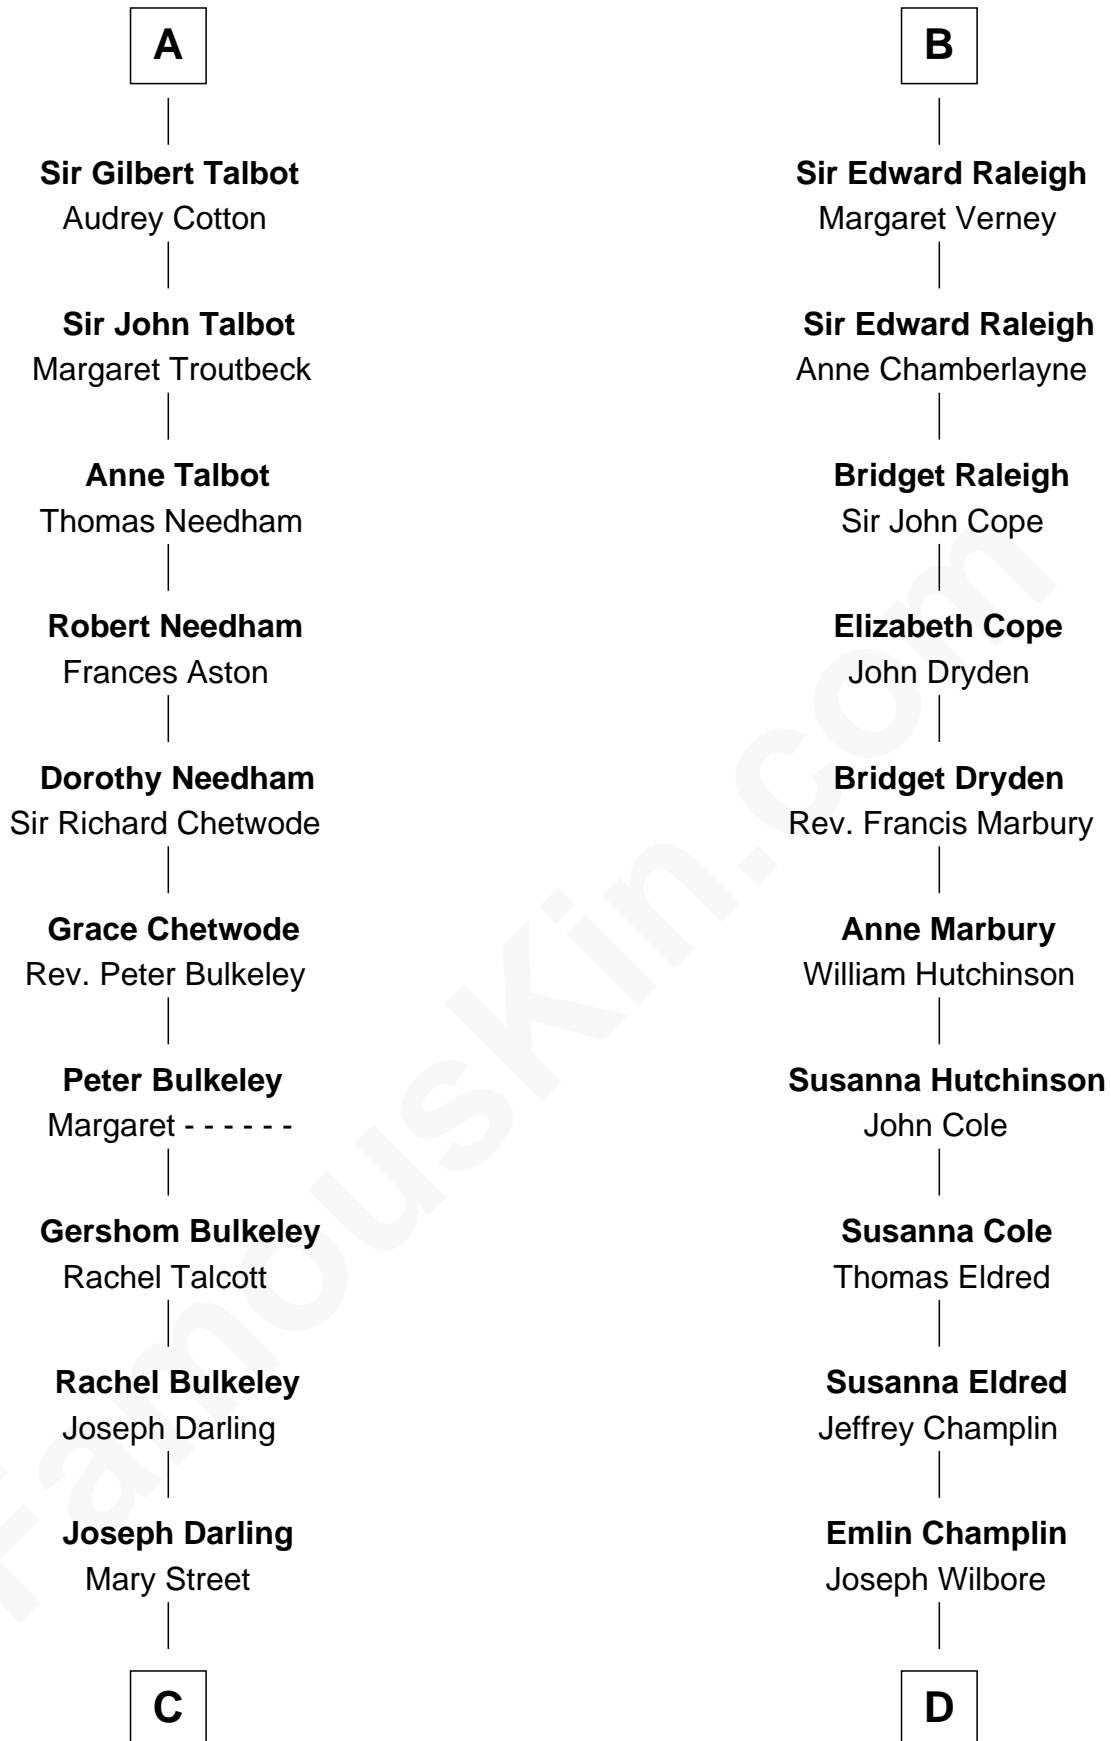 A
Sir Gilbert Talbot
Audrey Cotton
Sir John Talbot
Margaret Troutbeck
Anne Talbot
Thomas Needham
Robert Needham
Frances Aston
Dorothy Needham
Sir Richard Chetwode
Grace Chetwode
Rev. Peter Bulkeley
Peter Bulkeley
Margaret - - - - - -
Gershom Bulkeley
Rachel Talcott
Rachel Bulkeley
Joseph Darling
Joseph Darling
Mary Street
C
B
Sir Edward Raleigh
Margaret Verney
Sir Edward Raleigh
Anne Chamberlayne
Bridget Raleigh
Sir John Cope
Elizabeth Cope
John Dryden
Bridget Dryden
Rev. Francis Marbury
Anne Marbury
William Hutchinson
Susanna Hutchinson
John Cole
Susanna Cole
Thomas Eldred
Susanna Eldred
Jeffrey Champlin
Emlin Champlin
Joseph Wilbore
D
FamousKin.com